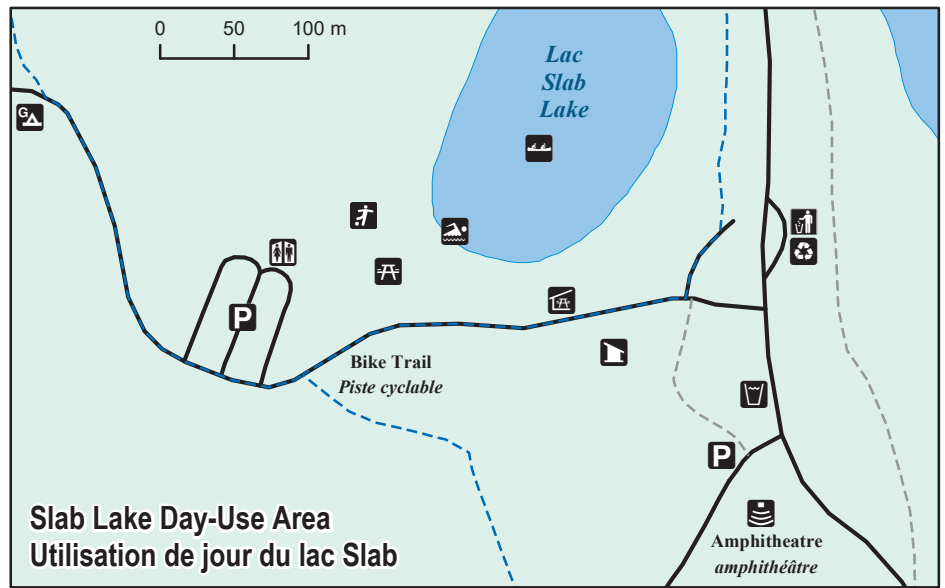 0 50 100 m
Lac
Slab
Lake
G
P
Bike Trail
Piste cyclable
P
Slab Lake Day-Use Area
Utilisation de jour du lac Slab
Amphitheatre
amphithéâtre